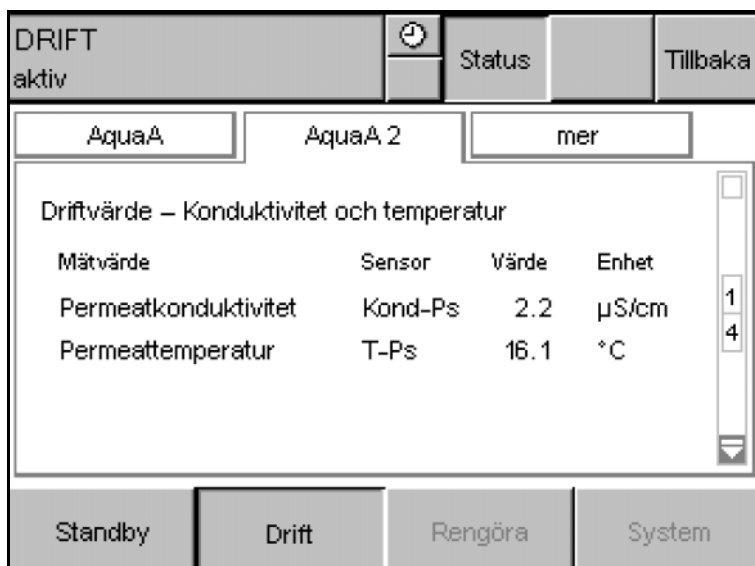 DRIFT
aktiv
Status
Tillbaka
AquaA
AquaA 2
mer
Driftvärde – Konduktivitet och temperatur
Mätvärde Sensor Värde Enhet
Permeatkonduktivitet Kond-Ps 2.2 µS/cm
Permeattemperatur T-Ps 16.1 °C
1
4
Standby
Drift
Rengöra
System